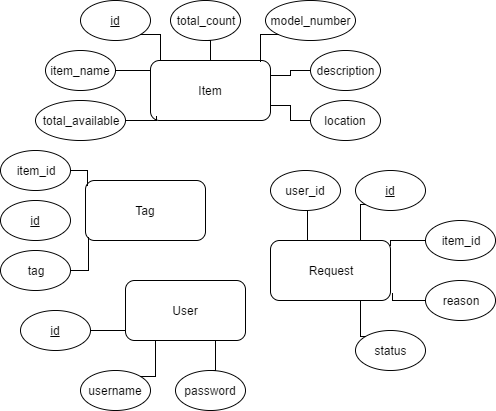 id
total_count
model_number
item_name
Item
description
total_available
location
item_id
id
tag
Tag
user_id
id
Request
item_id
reason
status
User
id
username
password